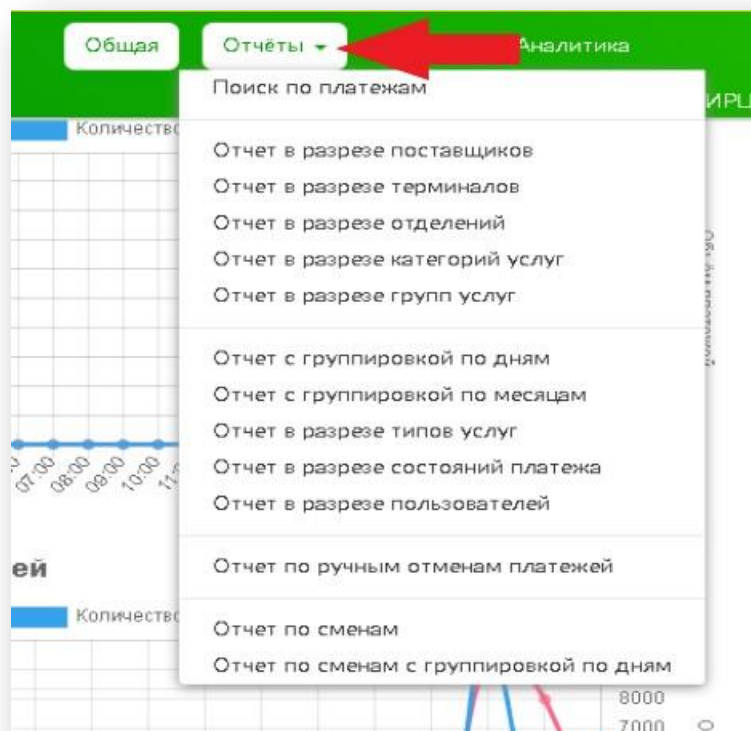 Общая
Отчёты
Аналитика
Поиск по платежам
ИРЦ
Количество
Отчет в разрезе поставщиков
Отчет в разрезе терминалов
Отчет в разрезе отделений
Отчет в разрезе категорий услуг
Отчет в разрезе групп услуг
Отчет с группировкой по дням
Отчет с группировкой по месяцам
Отчет в разрезе типов услуг
07:00
08:00
09:00
10:00
Отчет в разрезе состояний платежа
Отчет в разрезе пользователей
ей
Отчет по ручным отменам платежей
Количество
Отчет по сменам
Отчет по сменам с группировкой по дням
8000
7000